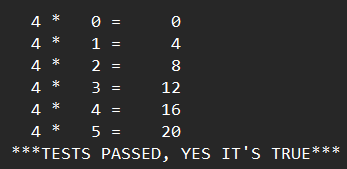 4 *   0 =     0
4 *   1 =     4
4 *   2 =     8
4 *   3 =    12
4 *   4 =    16
4 *   5 =    20
***TESTS PASSED, YES IT'S TRUE***